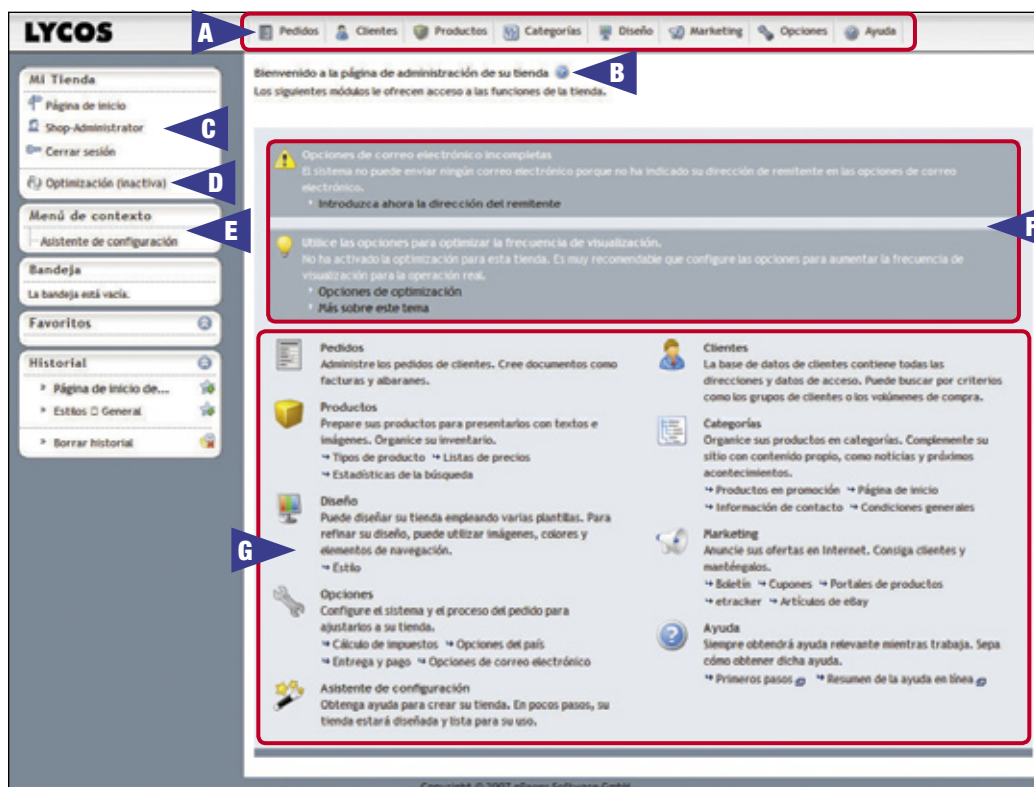 LYCOS
A
Pedidos Clientes Productos Categorías Diseño Marketing Opciones Ayuda
Bienvenido a la página de administración de su tienda
B
Los siguientes módulos le ofrecen acceso a las funciones de la tienda.
Mi Tienda
Página de inicio
Shop-Administrator
C
Cerrar sesión
Optimización (inactiva)
D
Menú de contexto
E
Asistente de configuración
Bandeja
La bandeja está vacía.
Favoritos
Historial
Página de inicio de...
Estilos General
Borrar historial
Opciones de correo electrónico incompletas
El sistema no puede enviar ningún correo electrónico porque no ha indicado su dirección de remitente en las opciones de correo
electrónico.
Introduzca ahora la dirección del remitente
F
Utilice las opciones para optimizar la frecuencia de visualización.
No ha activado la optimización para esta tienda. Es muy recomendable que configure las opciones para aumentar la frecuencia de
visualización para la operación real.
Opciones de optimización
Más sobre este tema
G
Pedidos
Administre los pedidos de clientes. Cree documentos como
facturas y albaranes.
Productos
Prepare sus productos para presentarlos con textos e
imágenes. Organice su inventario.
Tipos de producto Listas de precios
Estadísticas de la búsqueda
Diseño
Puede diseñar su tienda empleando varias plantillas. Para
refinar su diseño, puede utilizar imágenes, colores y
elementos de navegación.
Estilo
Opciones
Configure el sistema y el proceso del pedido para
ajustarlos a su tienda.
Cálculo de impuestos Opciones del país
Entrega y pago Opciones de correo electrónico
Asistente de configuración
Obtenga ayuda para crear su tienda. En pocos pasos, su
tienda estará diseñada y lista para su uso.
Clientes
La base de datos de clientes contiene todas las
direcciones y datos de acceso. Puede buscar por criterios
como los grupos de clientes o los volúmenes de compra.
Categorías
Organice sus productos en categorías. Complemente su
sitio con contenido propio, como noticias y próximos
acontecimientos.
Productos en promoción Página de inicio
Información de contacto Condiciones generales
Marketing
Anuncie sus ofertas en Internet. Consiga clientes y
manténgalos.
Boletín Cupones Portales de productos
etracker Artículos de eBay
Ayuda
Siempre obtendrá ayuda relevante mientras trabaja. Sepa
cómo obtener dicha ayuda.
Primeros pasos Resumen de la ayuda en línea